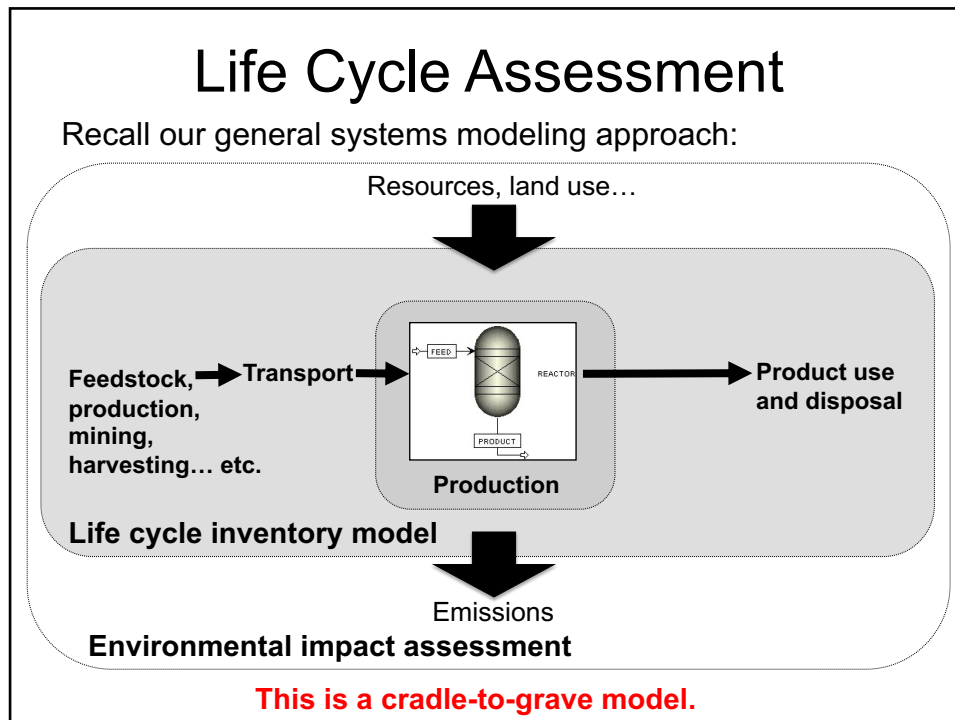 Life Cycle Assessment
Recall our general systems modeling approach:
Resources, land use…
Feedstock,
production,
mining,
harvesting… etc.
Transport
FEED
REACTOR
PRODUCT
Production
Product use
and disposal
Life cycle inventory model
Emissions
Environmental impact assessment
This is a cradle-to-grave model.